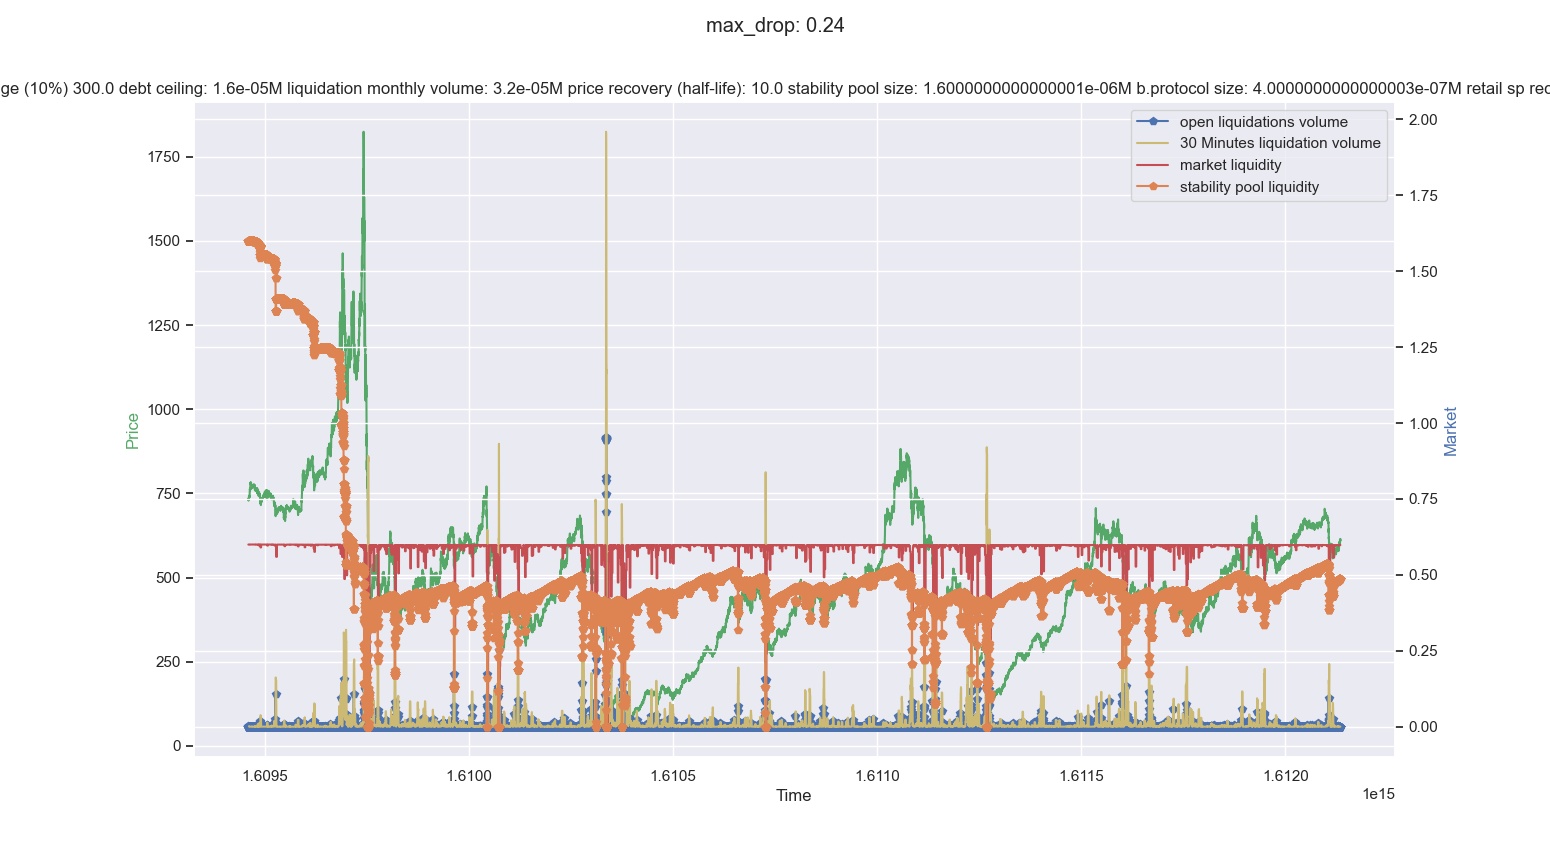 max_drop: 0.24
ge (10%) 300.0 debt ceiling: 1.6e-05M liquidation monthly volume: 3.2e-05M price recovery (half-life): 10.0 stability pool size: 1.6000000000000001e-06M b.protocol size: 4.0000000000000003e-07M retail sp rec
open liquidations volume
30 Minutes liquidation volume
market liquidity
stability pool liquidity
Price
1750
1500
1250
1000
750
500
250
0
2.00
1.75
1.50
1.25
1.00
0.75
0.50
0.25
0.00
Market
1.6095
1.6100
1.6105
1.6110
1.6115
1.6120
Time
1e15